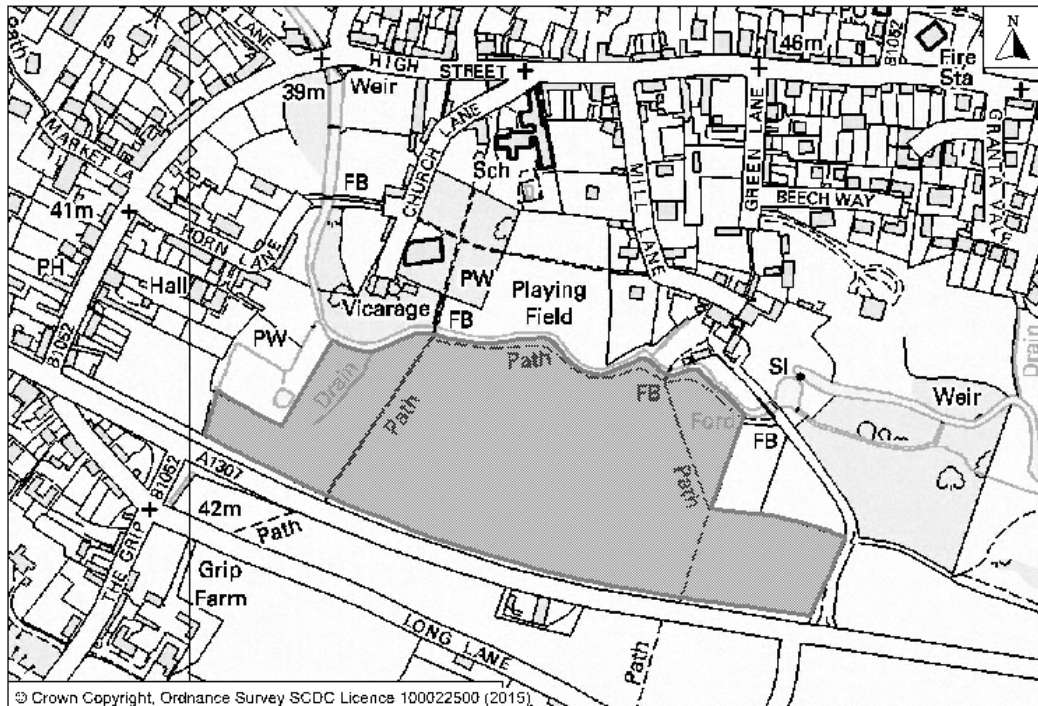 N
46m
B1052
Fire
Sta
LANE
HIGH STREET
Weir
39m
Path
MARKET LA
CHURCH LANE
Sch
MILL LANE
GREEN LANE
GRANTA VALE
BEECH WAY
FB
41m
HORN LANE
PH
Hall
Vicarage
PW
FB
Playing
Field
B1052
PW
Drain
Path
Path
FB
Sl
Weir
Drain
Ford
FB
Path
A1307
B1052
42m
Path
THE GRIP
Grip
Farm
LONG LANE
Path
© Crown Copyright, Ordnance Survey SCDC Licence 100022500 (2015)